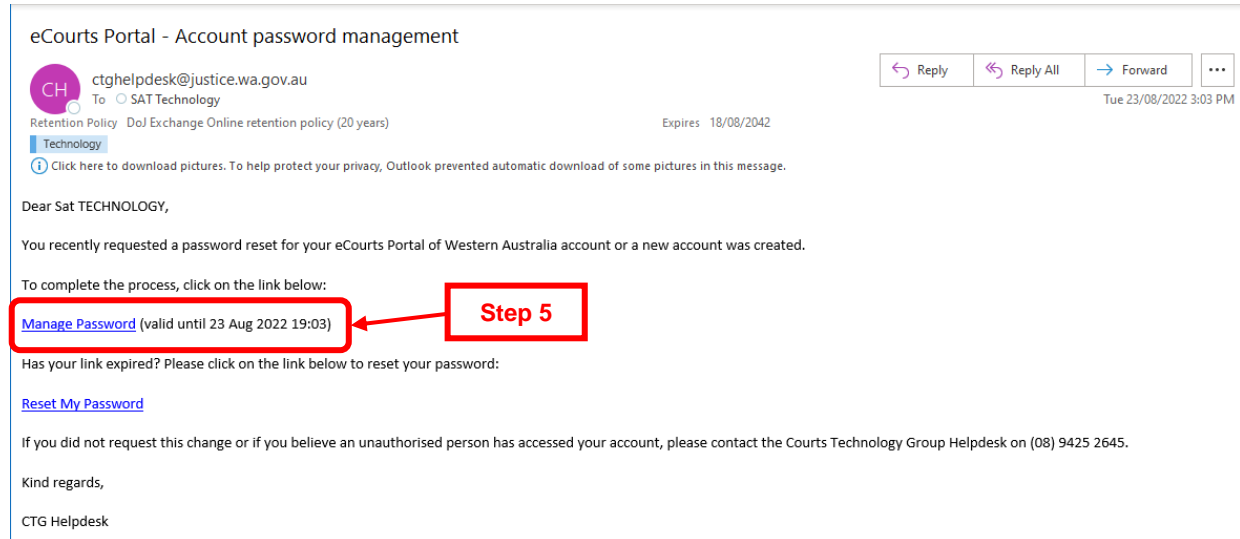 eCourts Portal - Account password management
CH
ctghelpdesk@justice.wa.gov.au
To SAT Technology
Reply
Reply All
Forward
...
Tue 23/08/2022 3:03 PM
Retention Policy DoJ Exchange Online retention policy (20 years)
Expires 18/08/2042
Technology
Click here to download pictures. To help protect your privacy, Outlook prevented automatic download of some pictures in this message.
Dear Sat TECHNOLOGY,
You recently requested a password reset for your eCourts Portal of Western Australia account or a new account was created.
To complete the process, click on the link below:
Manage Password (valid until 23 Aug 2022 19:03)
Step 5
Has your link expired? Please click on the link below to reset your password:
Reset My Password
If you did not request this change or if you believe an unauthorised person has accessed your account, please contact the Courts Technology Group Helpdesk on (08) 9425 2645.
Kind regards,
CTG Helpdesk